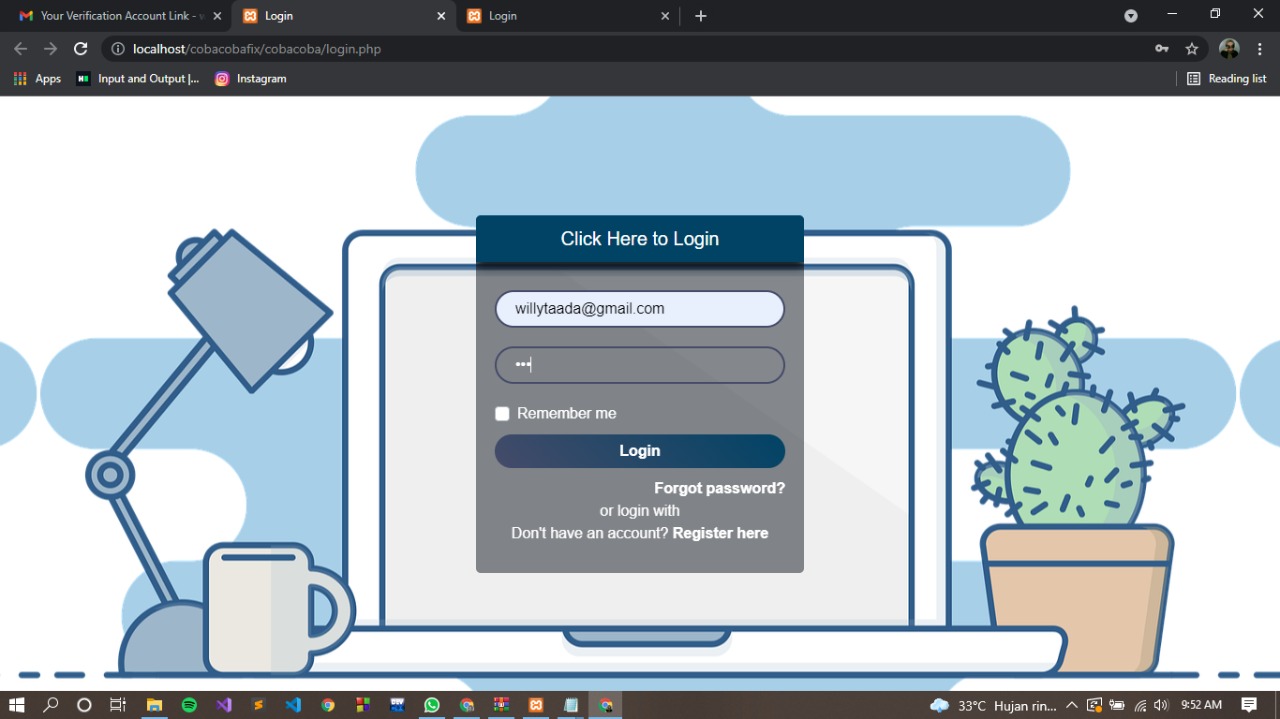 Your Verification Account Link - w
Login
Login
localhost/cobacobafix/cobacoba/login.php
Apps
Input and Output |...
Instagram
Reading list
Click Here to Login
willytaada@gmail.com
•••
Remember me
Login
Forgot password?
or login with
Don't have an account? Register here
33°C Hujan rin...
9:52 AM